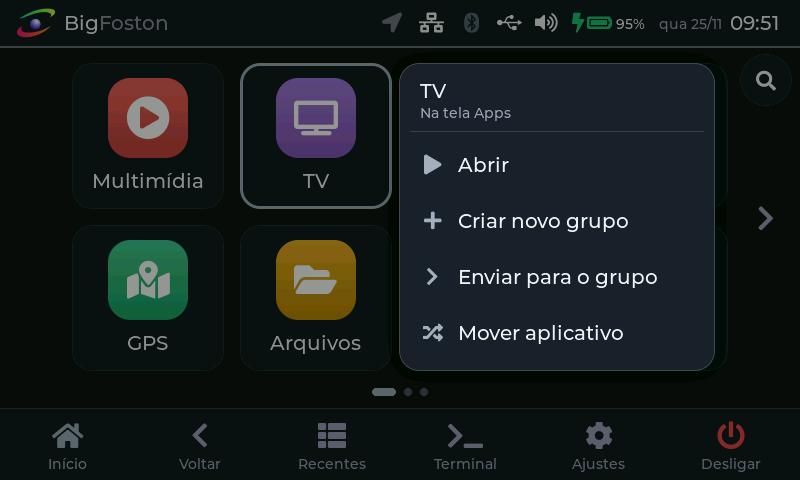 BigFoston
95%
qua 25/11
09:51
Multimídia
TV
GPS
Arquivos
TV
Na tela Apps
Abrir
Criar novo grupo
Enviar para o grupo
Mover aplicativo
Início
Voltar
Recentes
Terminal
Ajustes
Desligar